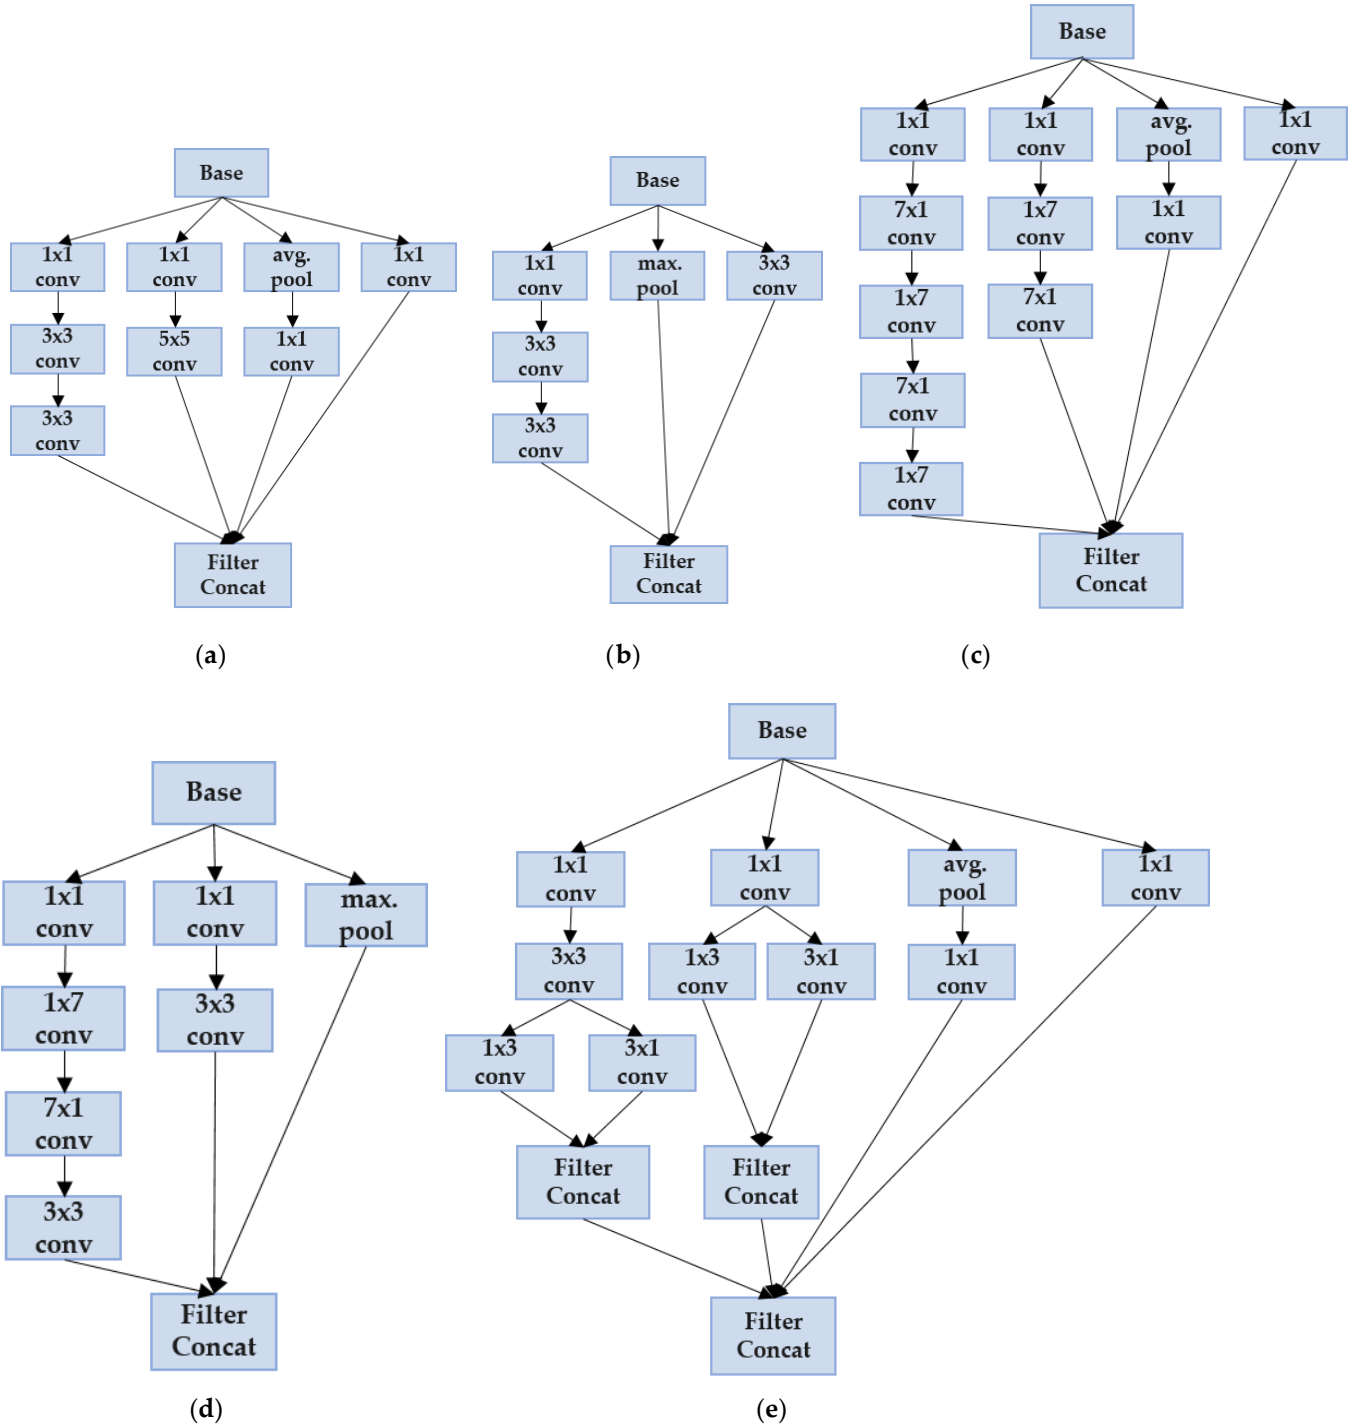 Base
1x1
conv
1x1
conv
avg.
pool
1x1
conv
3x3
conv
5x5
conv
1x1
conv
3x3
conv
Filter
Concat
(a)
Base
1x1
conv
max.
pool
3x3
conv
3x3
conv
3x3
conv
Filter
Concat
(b)
Base
1x1
conv
1x1
conv
avg.
pool
1x1
conv
7x1
conv
1x7
conv
1x1
conv
1x7
conv
7x1
conv
7x1
conv
1x7
conv
Filter
Concat
(c)
Base
1x1
conv
1x1
conv
max.
pool
1x7
conv
3x3
conv
7x1
conv
3x3
conv
Filter
Concat
(d)
Base
1x1
conv
1x1
conv
avg.
pool
1x1
conv
3x3
conv
1x3
conv
3x1
conv
1x1
conv
1x3
conv
3x1
conv
Filter
Concat
Filter
Concat
Filter
Concat
(e)